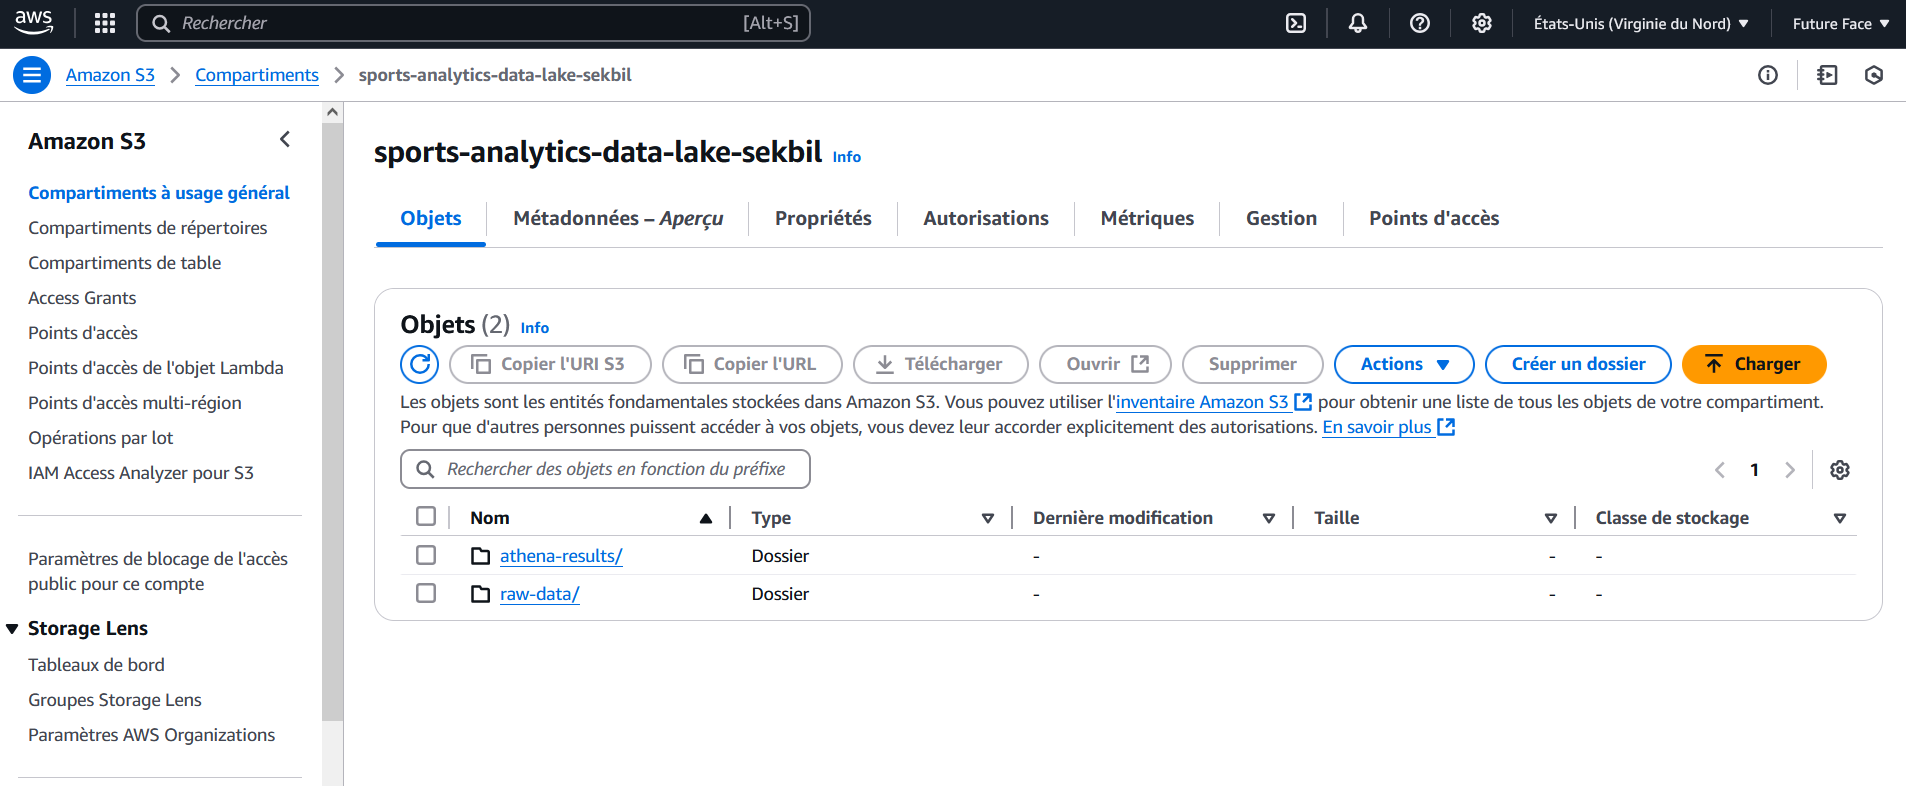 aws
Rechercher [Alt+S]
États-Unis (Virginie du Nord)
Future Face
Amazon S3 > Compartiments > sports-analytics-data-lake-sekbil
Amazon S3
Compartiments à usage général
Compartiments de répertoires
Compartiments de table
Access Grants
Points d'accès
Points d'accès de l'objet Lambda
Points d'accès multi-région
Opérations par lot
IAM Access Analyzer pour S3
Paramètres de blocage de l'accès
public pour ce compte
Storage Lens
Tableaux de bord
Groupes Storage Lens
Paramètres AWS Organizations
sports-analytics-data-lake-sekbil Info
Objets Métadonnées – Aperçu Propriétés Autorisations Métriques Gestion Points d'accès
Objets (2) Info
Copier l'URI S3 Copier l'URL Télécharger Ouvrir Supprimer Actions Créer un dossier Charger
Les objets sont les entités fondamentales stockées dans Amazon S3. Vous pouvez utiliser l'inventaire Amazon S3 pour obtenir une liste de tous les objets de votre compartiment.
Pour que d'autres personnes puissent accéder à vos objets, vous devez leur accorder explicitement des autorisations. En savoir plus
Rechercher des objets en fonction du préfixe
1
Nom Type Dernière modification Taille Classe de stockage
athena-results/ Dossier - - -
raw-data/ Dossier - - -